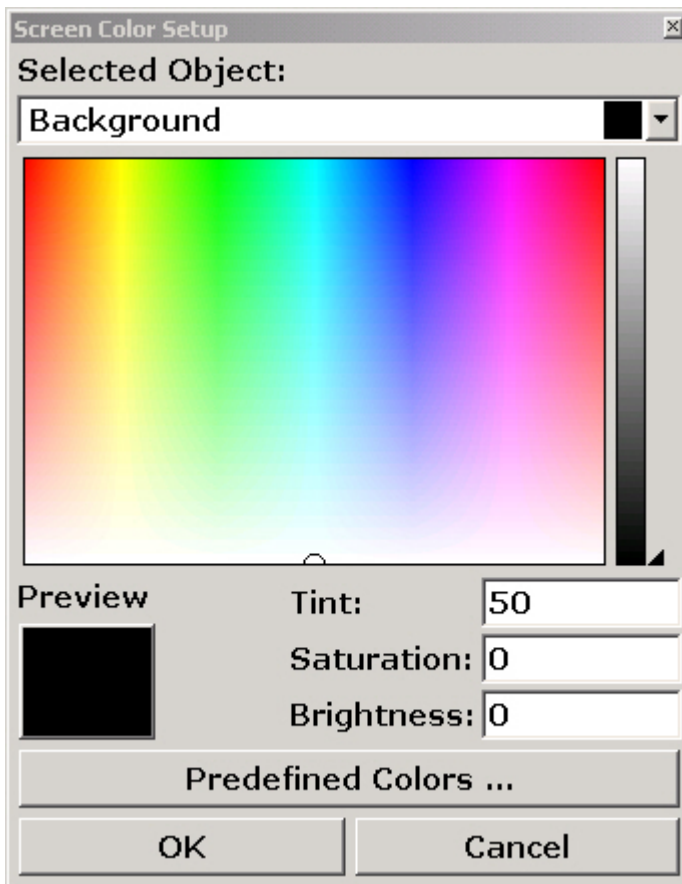 Screen Color Setup
Selected Object:
Background
Preview
Tint: 50
Saturation: 0
Brightness: 0
Predefined Colors ...
OK Cancel